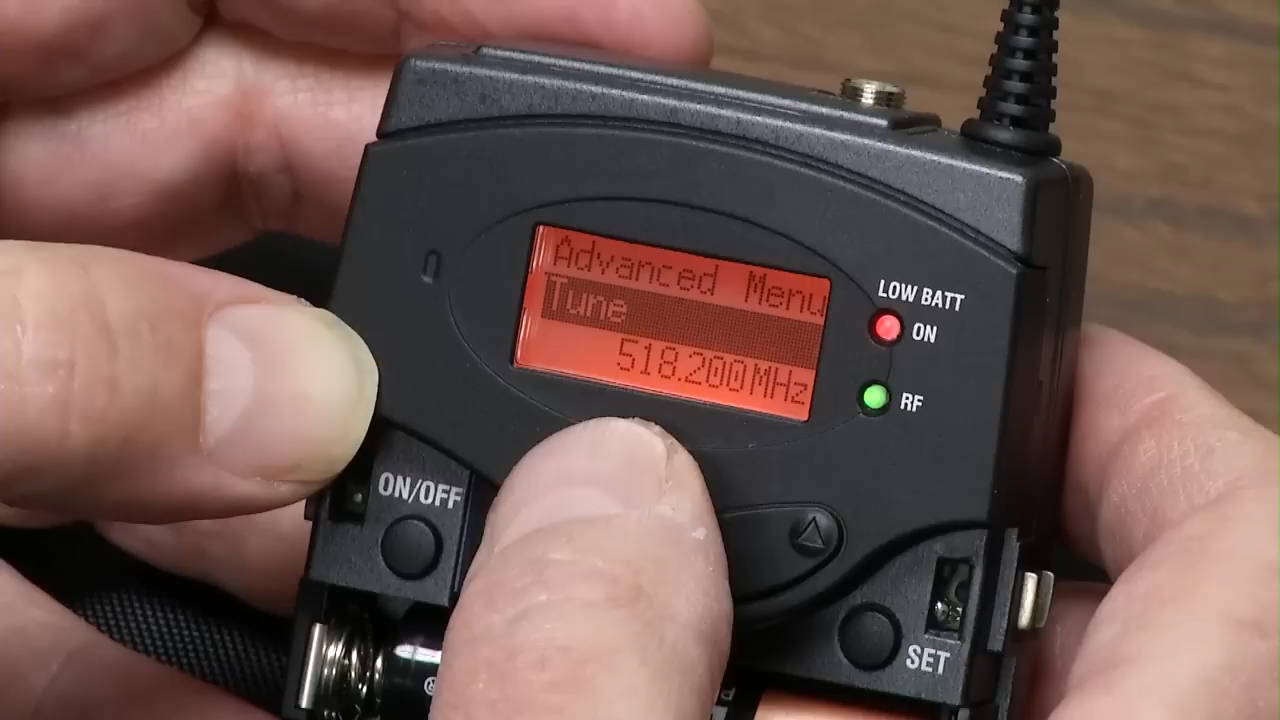 Advanced Menu
Tune
518.200MHz
LOW BATT
ON
RF
ON/OFF
SET
®